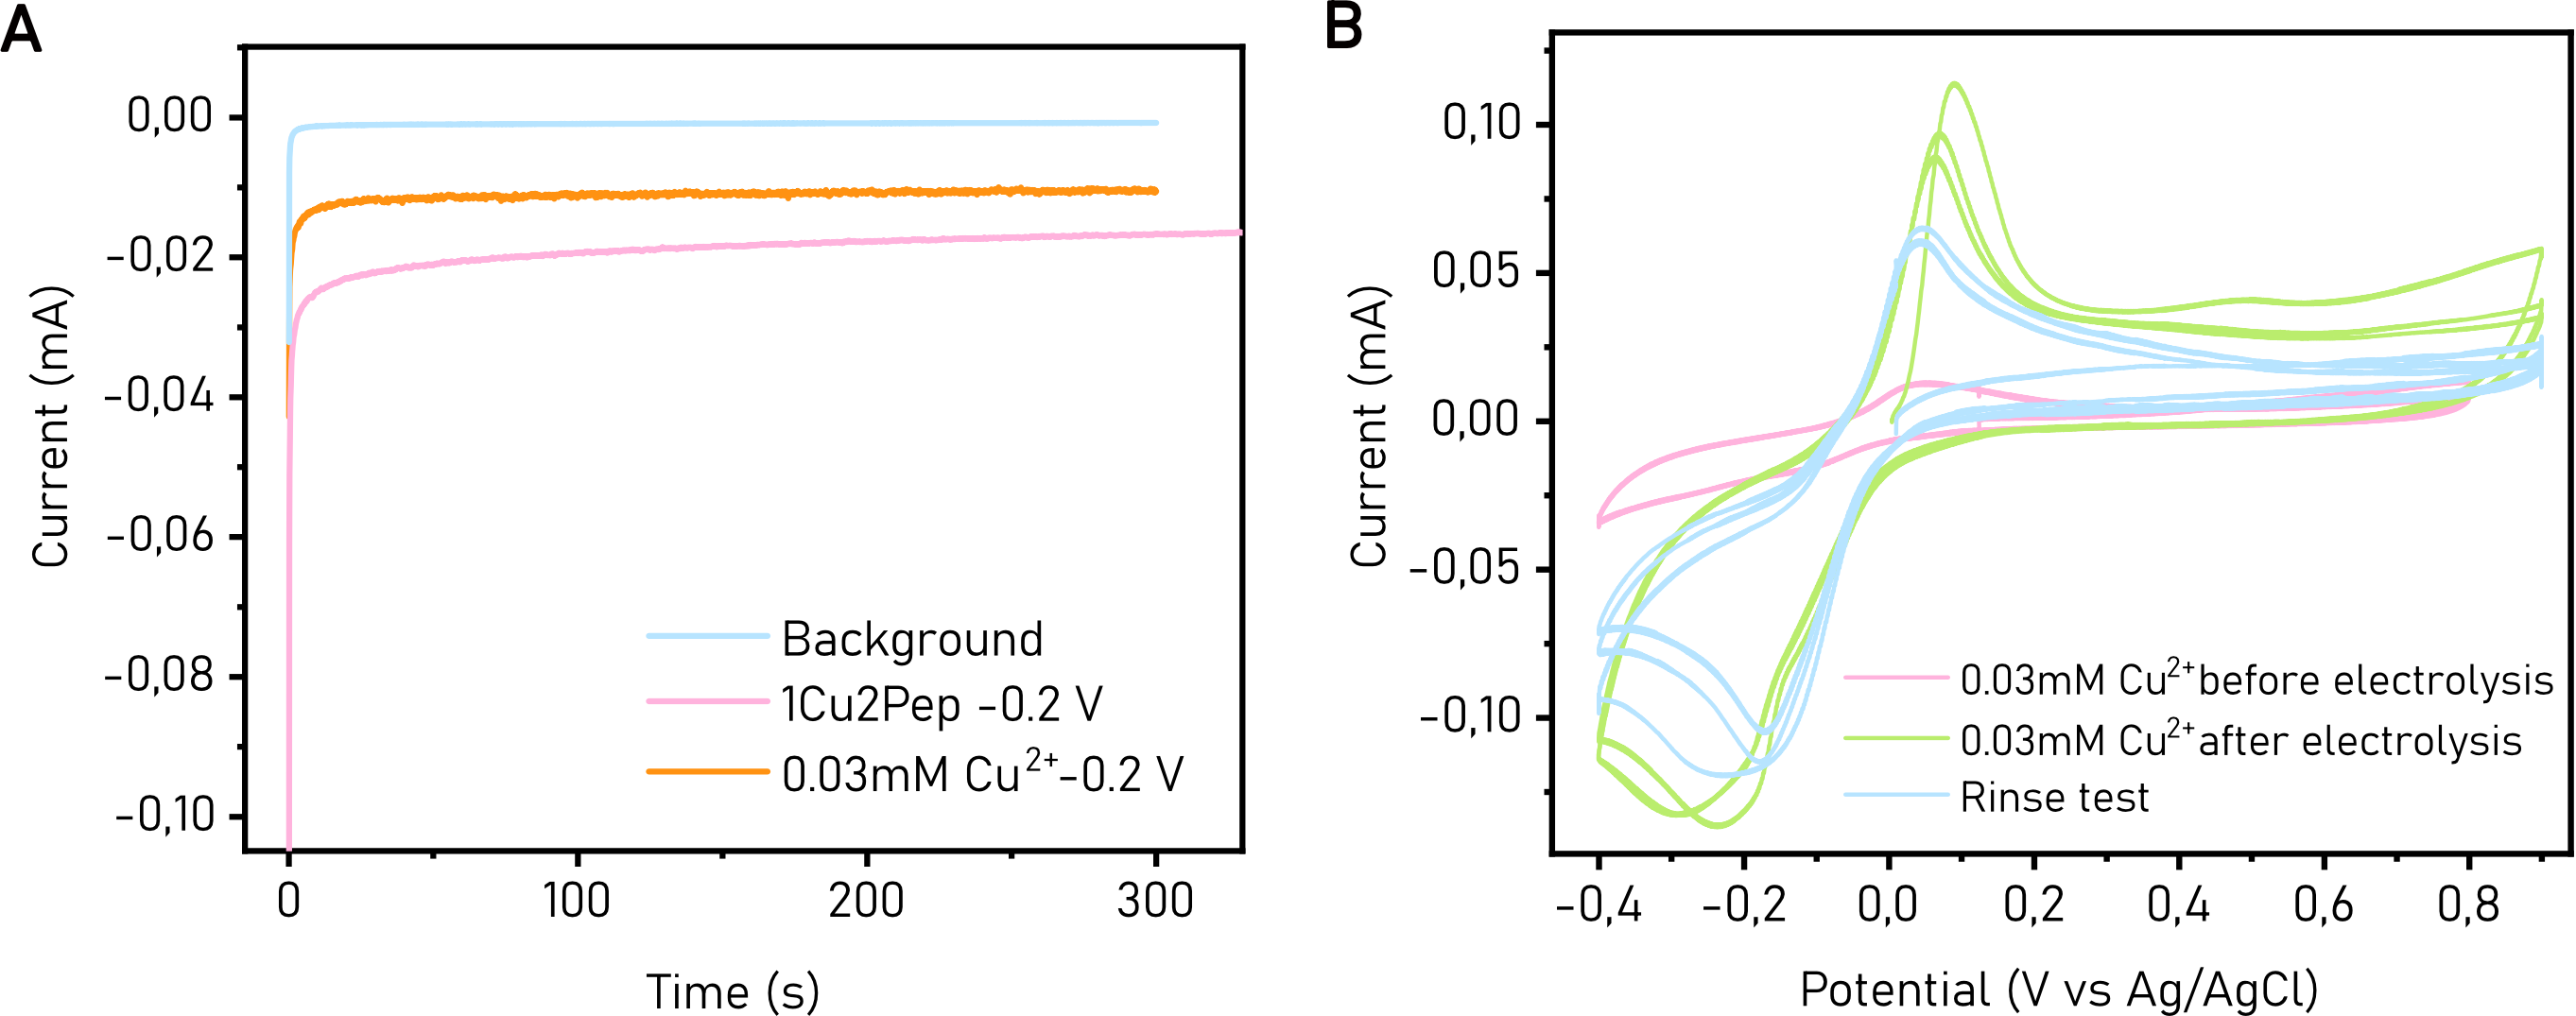 A
0,00
-0,02
-0,04
-0,06
-0,08
-0,10
Current (mA)
Background
1Cu2Pep -0.2 V
0.03mM Cu²⁺-0.2 V
0
100
200
300
Time (s)
B
0,10
0,05
0,00
-0,05
-0,10
Current (mA)
0.03mM Cu²⁺before electrolysis
0.03mM Cu²⁺after electrolysis
Rinse test
-0,4
-0,2
0,0
0,2
0,4
0,6
0,8
Potential (V vs Ag/AgCl)